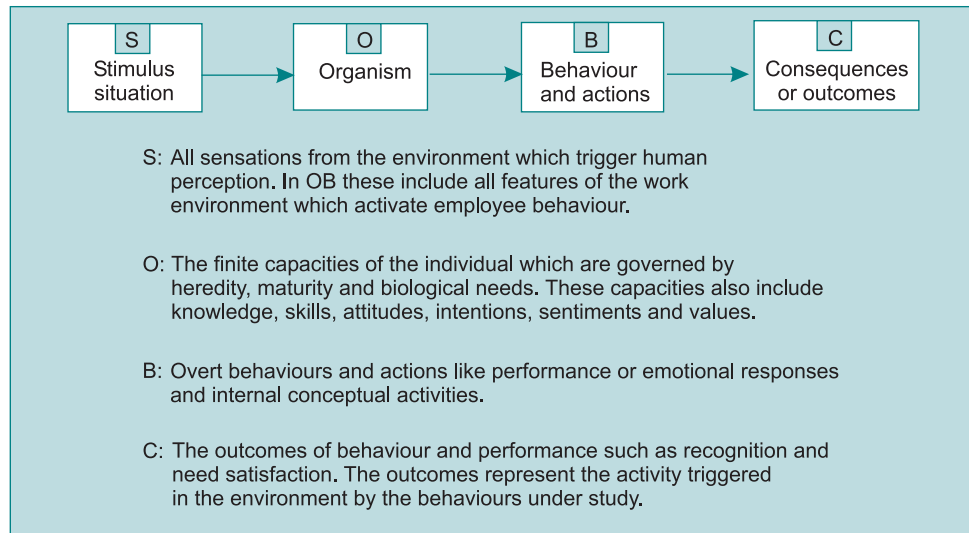 S
Stimulus
situation
O
Organism
B
Behaviour
and actions
C
Consequences
or outcomes
S: All sensations from the environment which trigger human
perception. In OB these include all features of the work
environment which activate employee behaviour.
O: The finite capacities of the individual which are governed by
heredity, maturity and biological needs. These capacities also include
knowledge, skills, attitudes, intentions, sentiments and values.
B: Overt behaviours and actions like performance or emotional responses
and internal conceptual activities.
C: The outcomes of behaviour and performance such as recognition and
need satisfaction. The outcomes represent the activity triggered
in the environment by the behaviours under study.